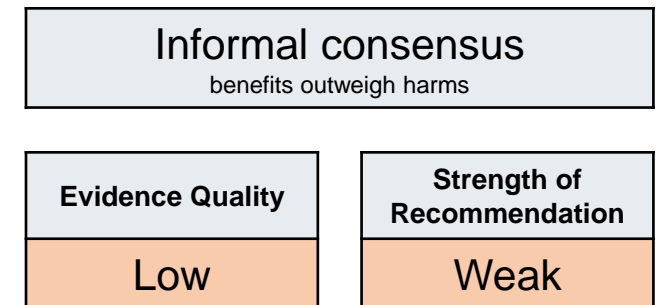 Informal consensus
benefits outweigh harms
Evidence Quality
Low
Strength of
Recommendation
Weak